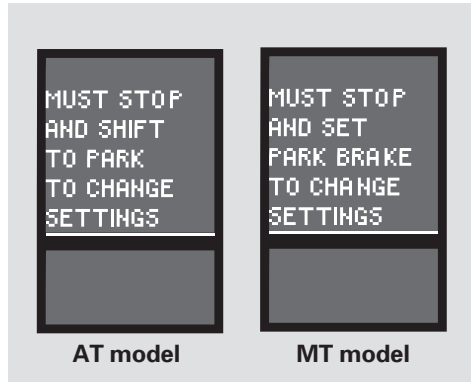 MUST STOP
AND SHIFT
TO PARK
TO CHANGE
SETTINGS
AT model
MUST STOP
AND SET
PARK BRAKE
TO CHANGE
SETTINGS
MT model